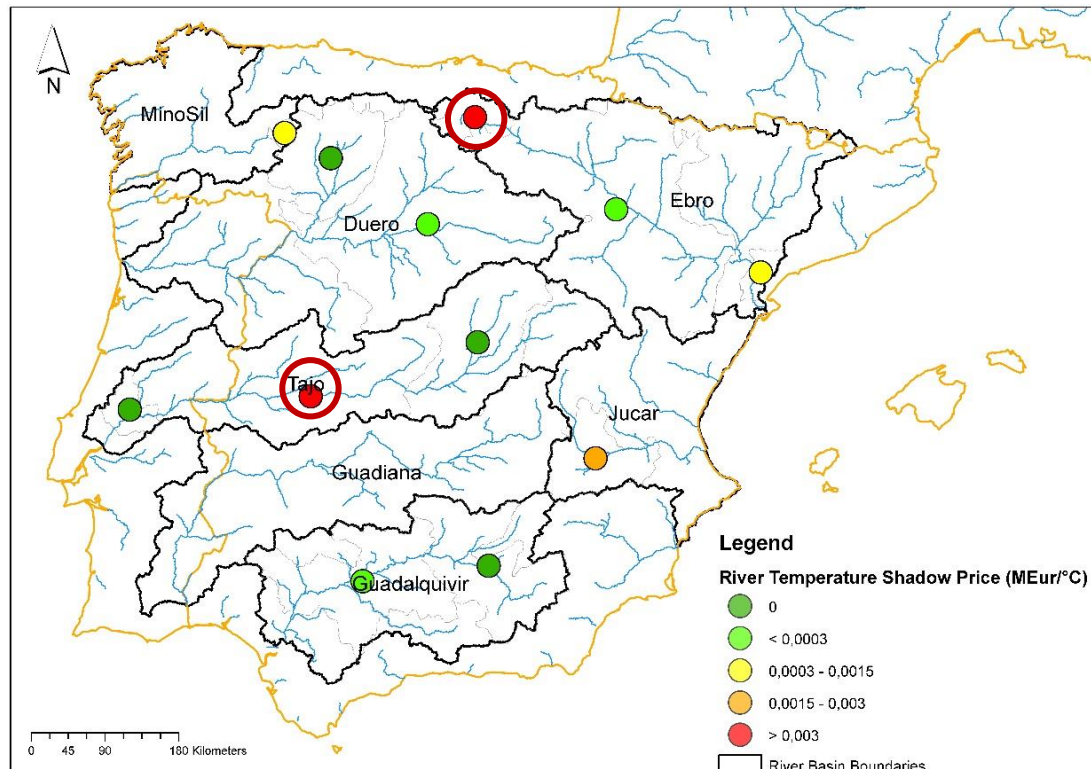 N
MinoSil
Duero
Ebro
Tajo
Jucar
Guadiana
Guadalquivir
Legend
River Temperature Shadow Price (MEur/°C)
0
< 0,0003
0,0003 - 0,0015
0,0015 - 0,003
> 0,003
River Basin Boundaries
0 45 90 180 Kilometers